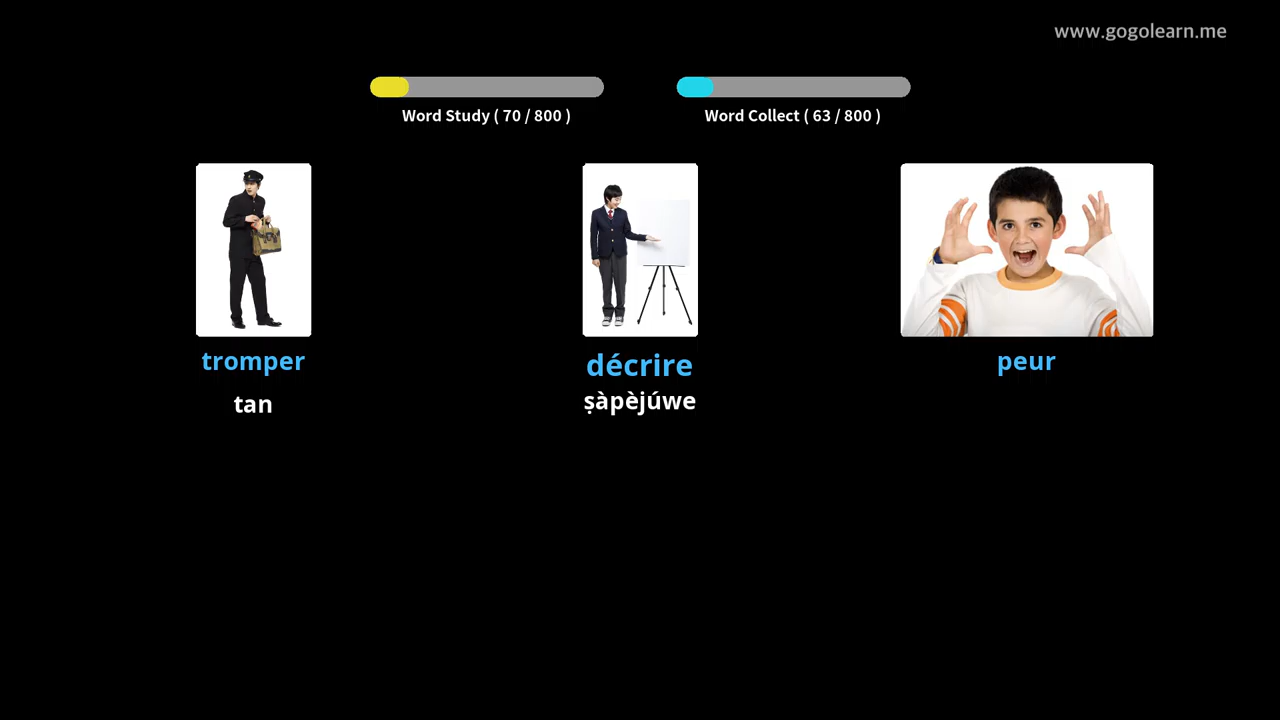 www.gogolearn.me
Word Study ( 70 / 800 )
Word Collect ( 63 / 800 )
tromper
décrire
peur
tan
ṣàpèjúwe